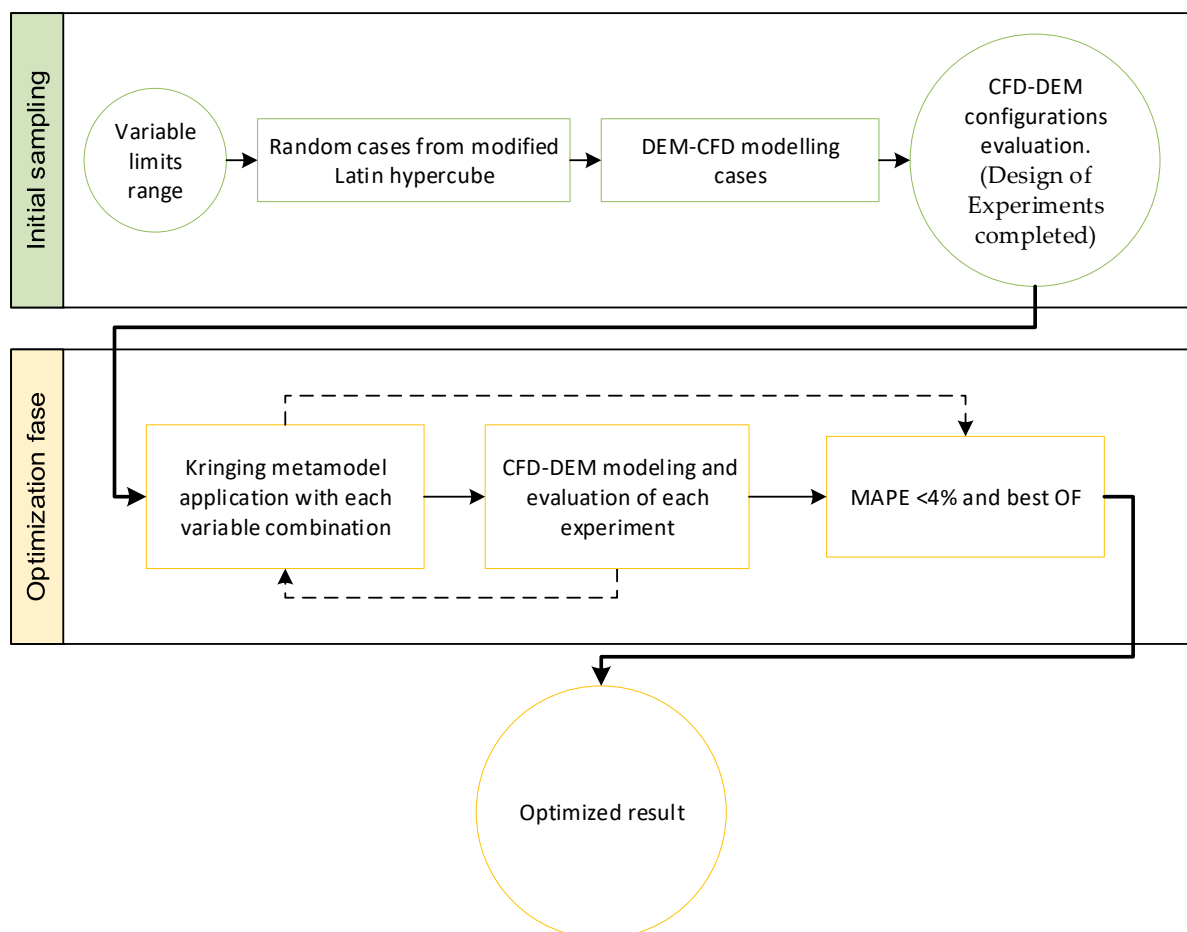 Initial sampling
Variable
limits
range
Random cases from modified
Latin hypercube
DEM-CFD modelling
cases
CFD-DEM
configurations
evaluation.
(Design of
Experiments
completed)
Optimization fase
Kringing metamodel
application with each
variable combination
CFD-DEM modeling and
evaluation of each
experiment
MAPE <4% and best OF
Optimized result